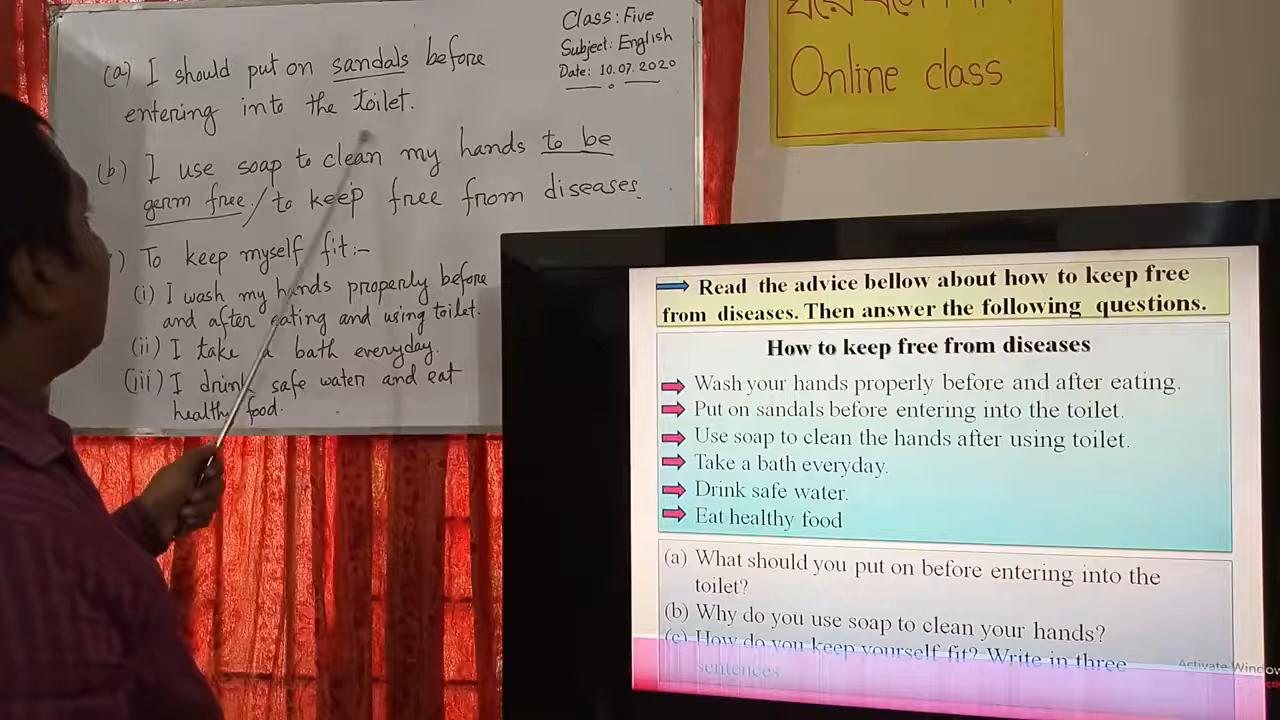 (a) I should put on sandals before
entering into the toilet.
(b) I use soap to clean my hands to be
germ free./to keep free from diseases.
) To keep myself fit:-
(i) I wash my hands properly before
and after eating and using toilet.
(ii) I take a bath everyday.
(iii) I drink safe water and eat
healthy food.
Class: Five
Subject: English
Date: 10.07.2020
Online class
Read the advice bellow about how to keep free
from diseases. Then answer the following questions.
How to keep free from diseases
Wash your hands properly before and after eating.
Put on sandals before entering into the toilet.
Use soap to clean the hands after using toilet.
Take a bath everyday.
Drink safe water.
Eat healthy food
(a) What should you put on before entering into the
toilet?
(b) Why do you use soap to clean your hands?
(c) How do you keep yourself fit? Write in three
sentences
Activate Windo